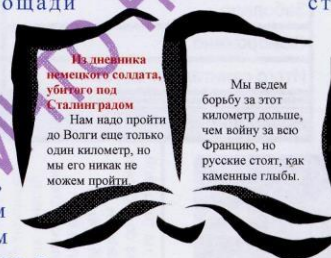 ощади
ст
Из дневника
немецкого солдата,
убитого под
Сталинградом
Нам надо пройти
до Волги еще только
один километр, но
мы его никак не
можем пройти.
Мы ведем
борьбу за этот
километр дольше,
чем войну за всю
Францию, но
русские стоят, как
каменные глыбы.
м
м